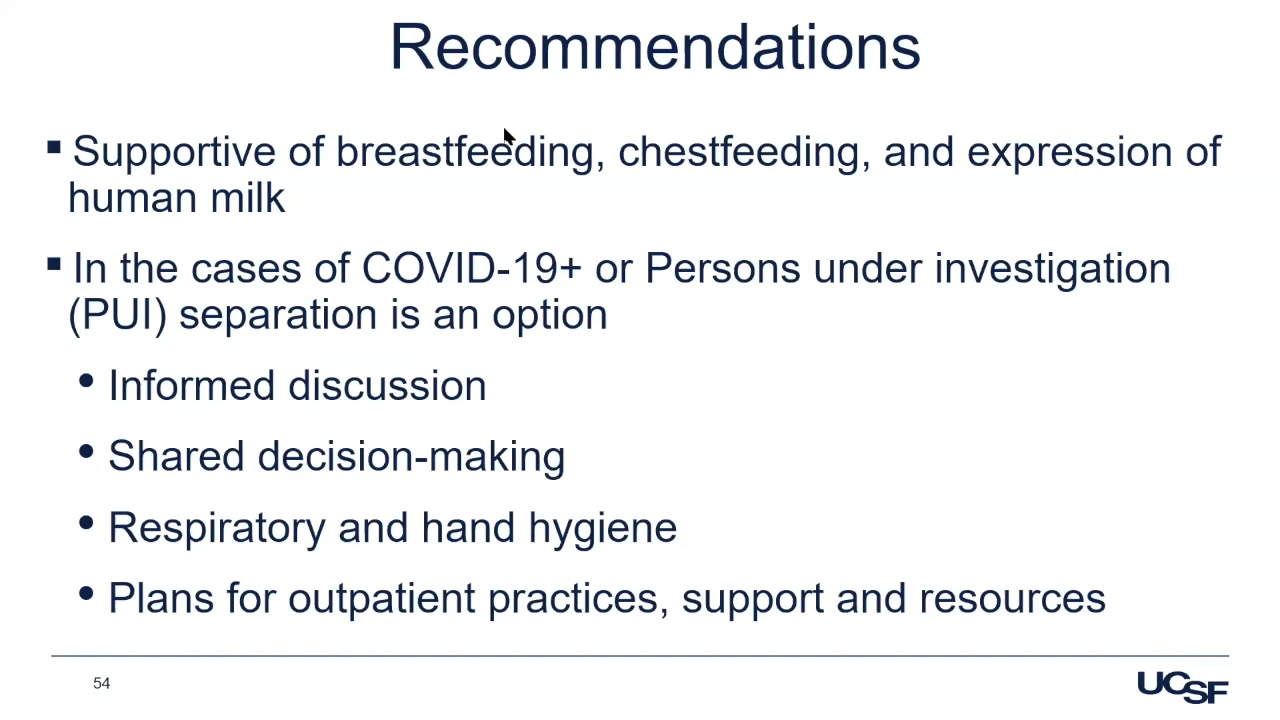 Recommendations
▪ Supportive of breastfeeding, chestfeeding, and expression of
human milk
▪ In the cases of COVID-19+ or Persons under investigation
(PUI) separation is an option
• Informed discussion
• Shared decision-making
• Respiratory and hand hygiene
• Plans for outpatient practices, support and resources
54
UCSF